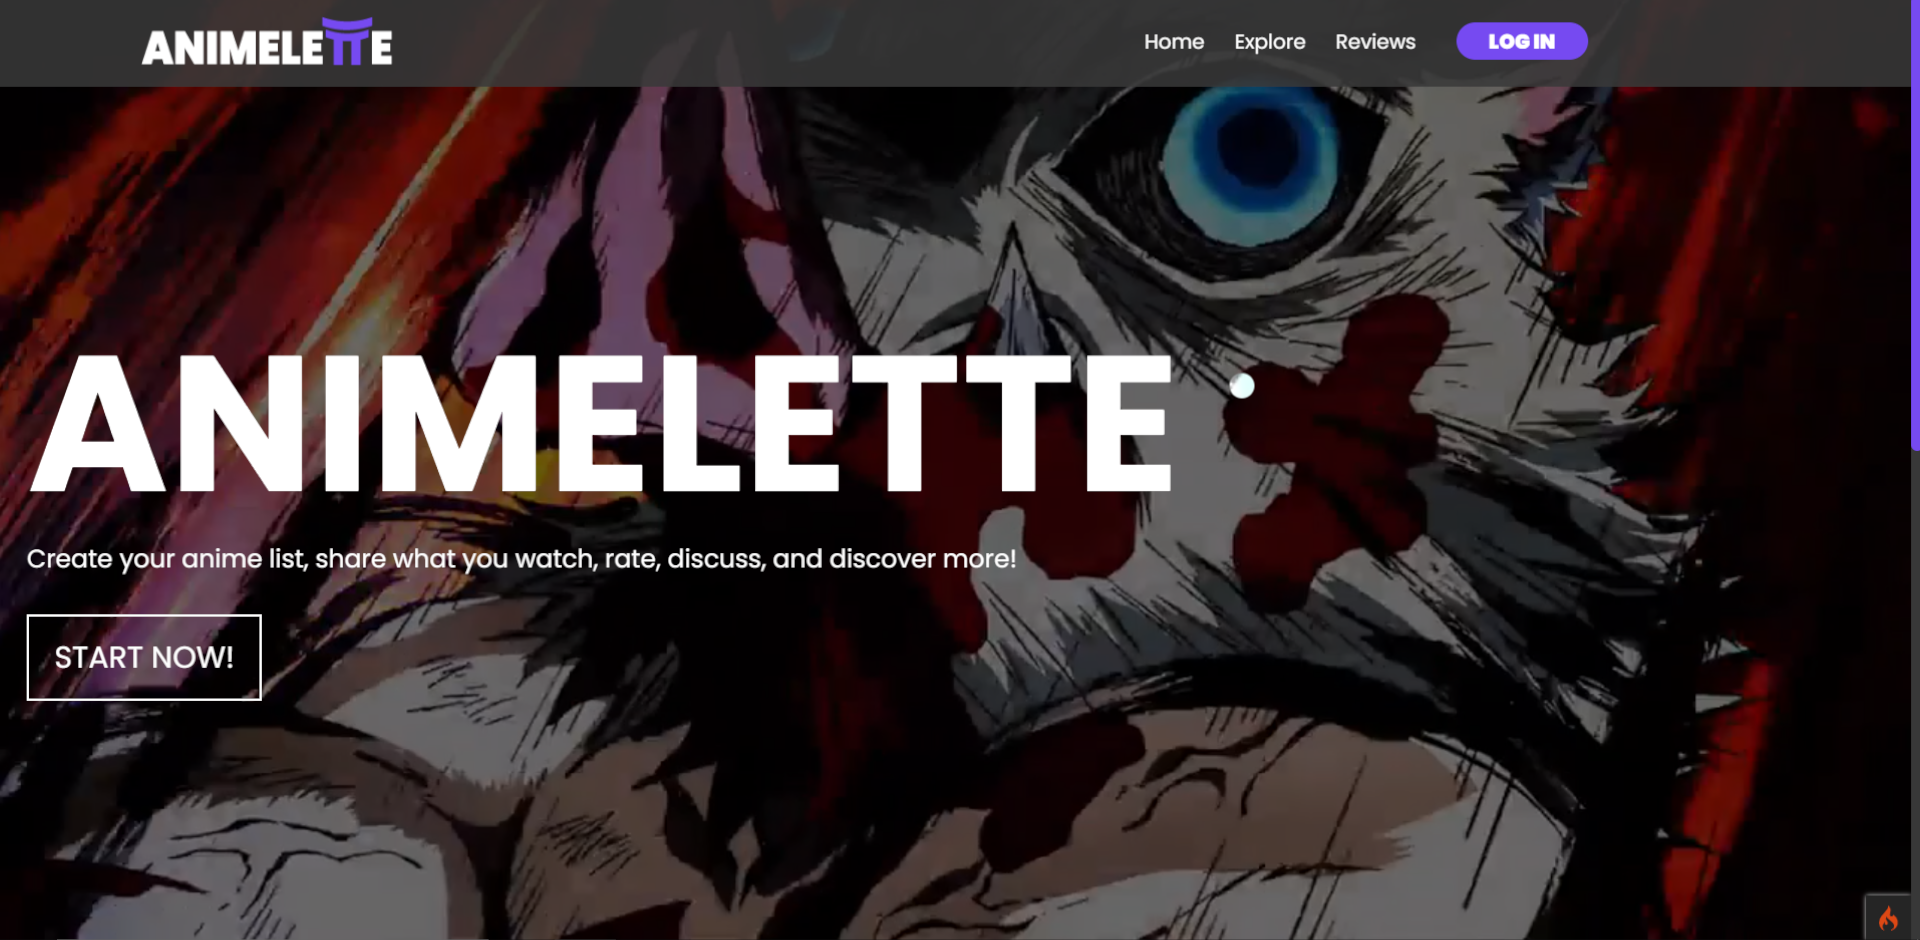 ANIMELETTE
Home Explore Reviews LOG IN
ANIMELETTE
Create your anime list, share what you watch, rate, discuss, and discover more!
START NOW!